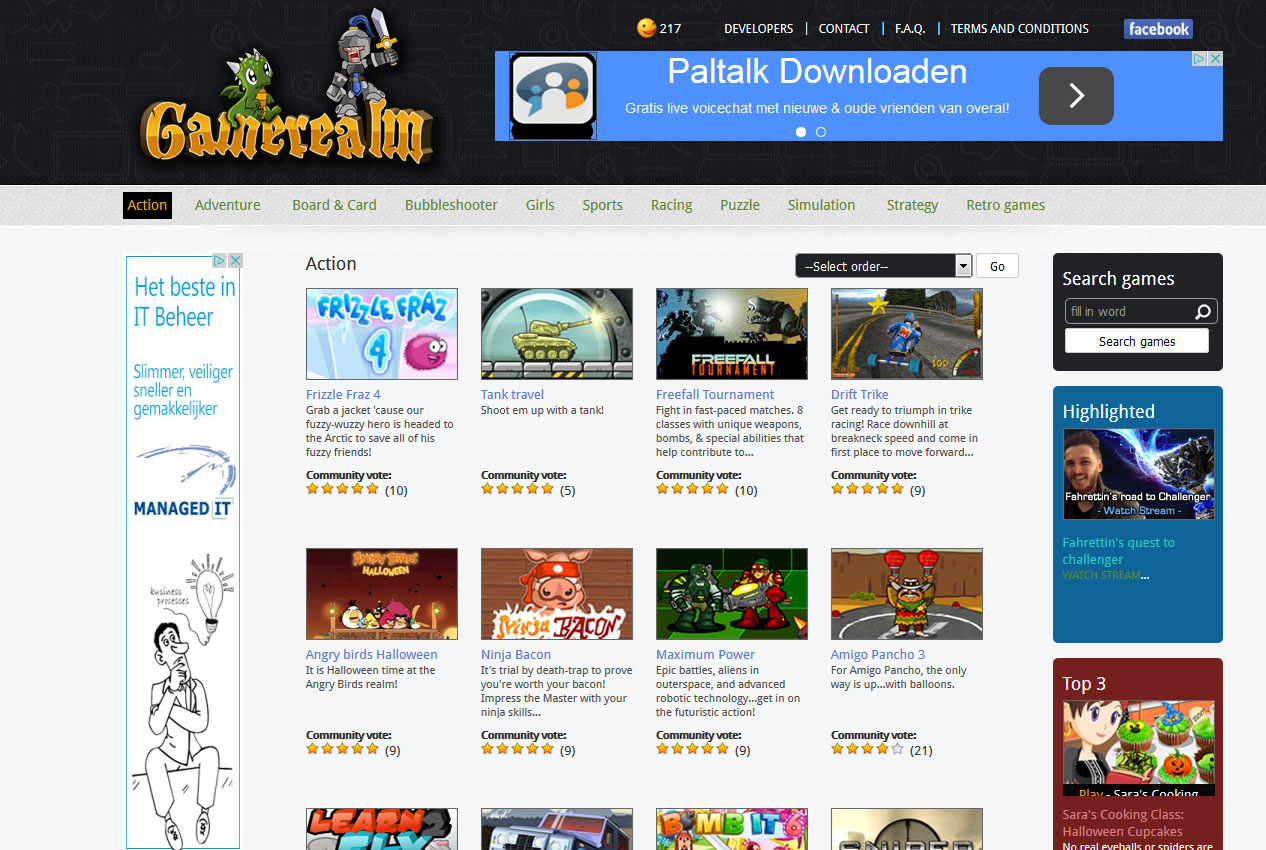 217
DEVELOPERS | CONTACT | F.A.Q. | TERMS AND CONDITIONS
facebook
Gamerealm
Paltalk Downloaden
Gratis live voicechat met nieuwe & oude vrienden van overal!
Action Adventure Board & Card Bubbleshooter Girls Sports Racing Puzzle Simulation Strategy Retro games
Het beste in
IT Beheer
Slimmer, veiliger
sneller en
gemakkelijker
MANAGED IT
business
processes
Action
--Select order--
Go
FRIZZLE FRAZ
4
Frizzle Fraz 4
Grab a jacket 'cause our
fuzzy-wuzzy hero is headed to
the Arctic to save all of his
fuzzy friends!
Community vote:
(10)
Tank travel
Shoot em up with a tank!
Community vote:
(5)
FREEFALL
TOURNAMENT
Freefall Tournament
Fight in fast-paced matches. 8
classes with unique weapons,
bombs, & special abilities that
help contribute to...
Community vote:
(10)
100
Drift Trike
Get ready to triumph in trike
racing! Race downhill at
breakneck speed and come in
first place to move forward...
Community vote:
(9)
ANGRY BIRDS
HALLOWEEN
Angry birds Halloween
It is Halloween time at the
Angry Birds realm!
Community vote:
(9)
Ninja BACON
Ninja Bacon
It's trial by death-trap to prove
you're worth your bacon!
Impress the Master with your
ninja skills...
Community vote:
(9)
Maximum Power
Epic battles, aliens in
outerspace, and advanced
robotic technology...get in on
the futuristic action!
Community vote:
(9)
Amigo Pancho 3
For Amigo Pancho, the only
way is up...with balloons.
Community vote:
(21)
LEARN 2
FLY
BOMB IT 6
SNIPER
Search games
fill in word
Search games
Highlighted
Fahrettin's road to Challenger
- Watch Stream -
Fahrettin's quest to
challenger
WATCH STREAM...
Top 3
Play - Sara's Cooking
Sara's Cooking Class:
Halloween Cupcakes
No real eyeballs or spiders are